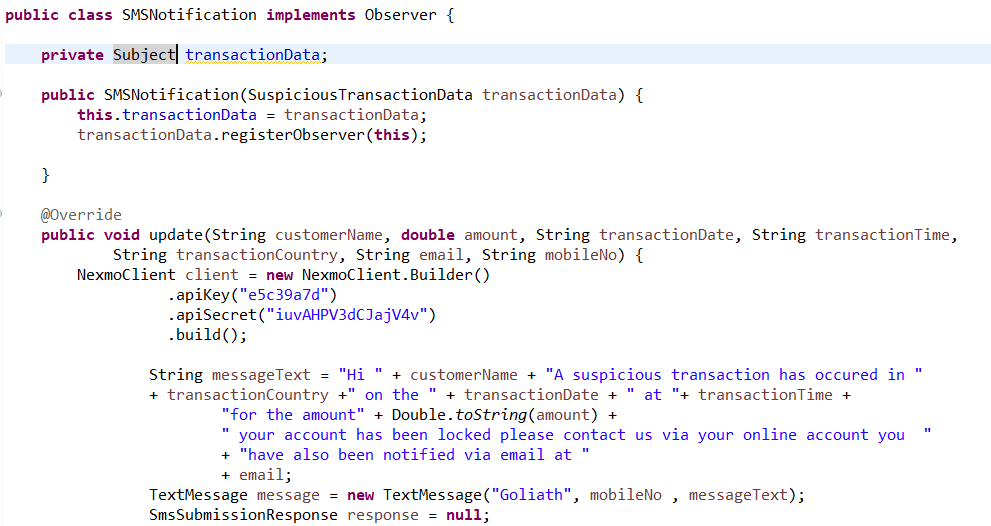 public class SMSNotification implements Observer {
private Subject transactionData;
public SMSNotification(SuspiciousTransactionData transactionData) {
this.transactionData = transactionData;
transactionData.registerObserver(this);
}
@Override
public void update(String customerName, double amount, String transactionDate, String transactionTime,
String transactionCountry, String email, String mobileNo) {
NexmoClient client = new NexmoClient.Builder()
.apiKey("e5c39a7d")
.apiSecret("iuvAHPV3dCJajV4v")
.build();
String messageText = "Hi " + customerName + "A suspicious transaction has occured in "
+ transactionCountry +" on the " + transactionDate + " at "+ transactionTime +
"for the amount" + Double.toString(amount) +
" your account has been locked please contact us via your online account you  "
+ "have also been notified via email at "
+ email;
TextMessage message = new TextMessage("Goliath", mobileNo , messageText);
SmsSubmissionResponse response = null;